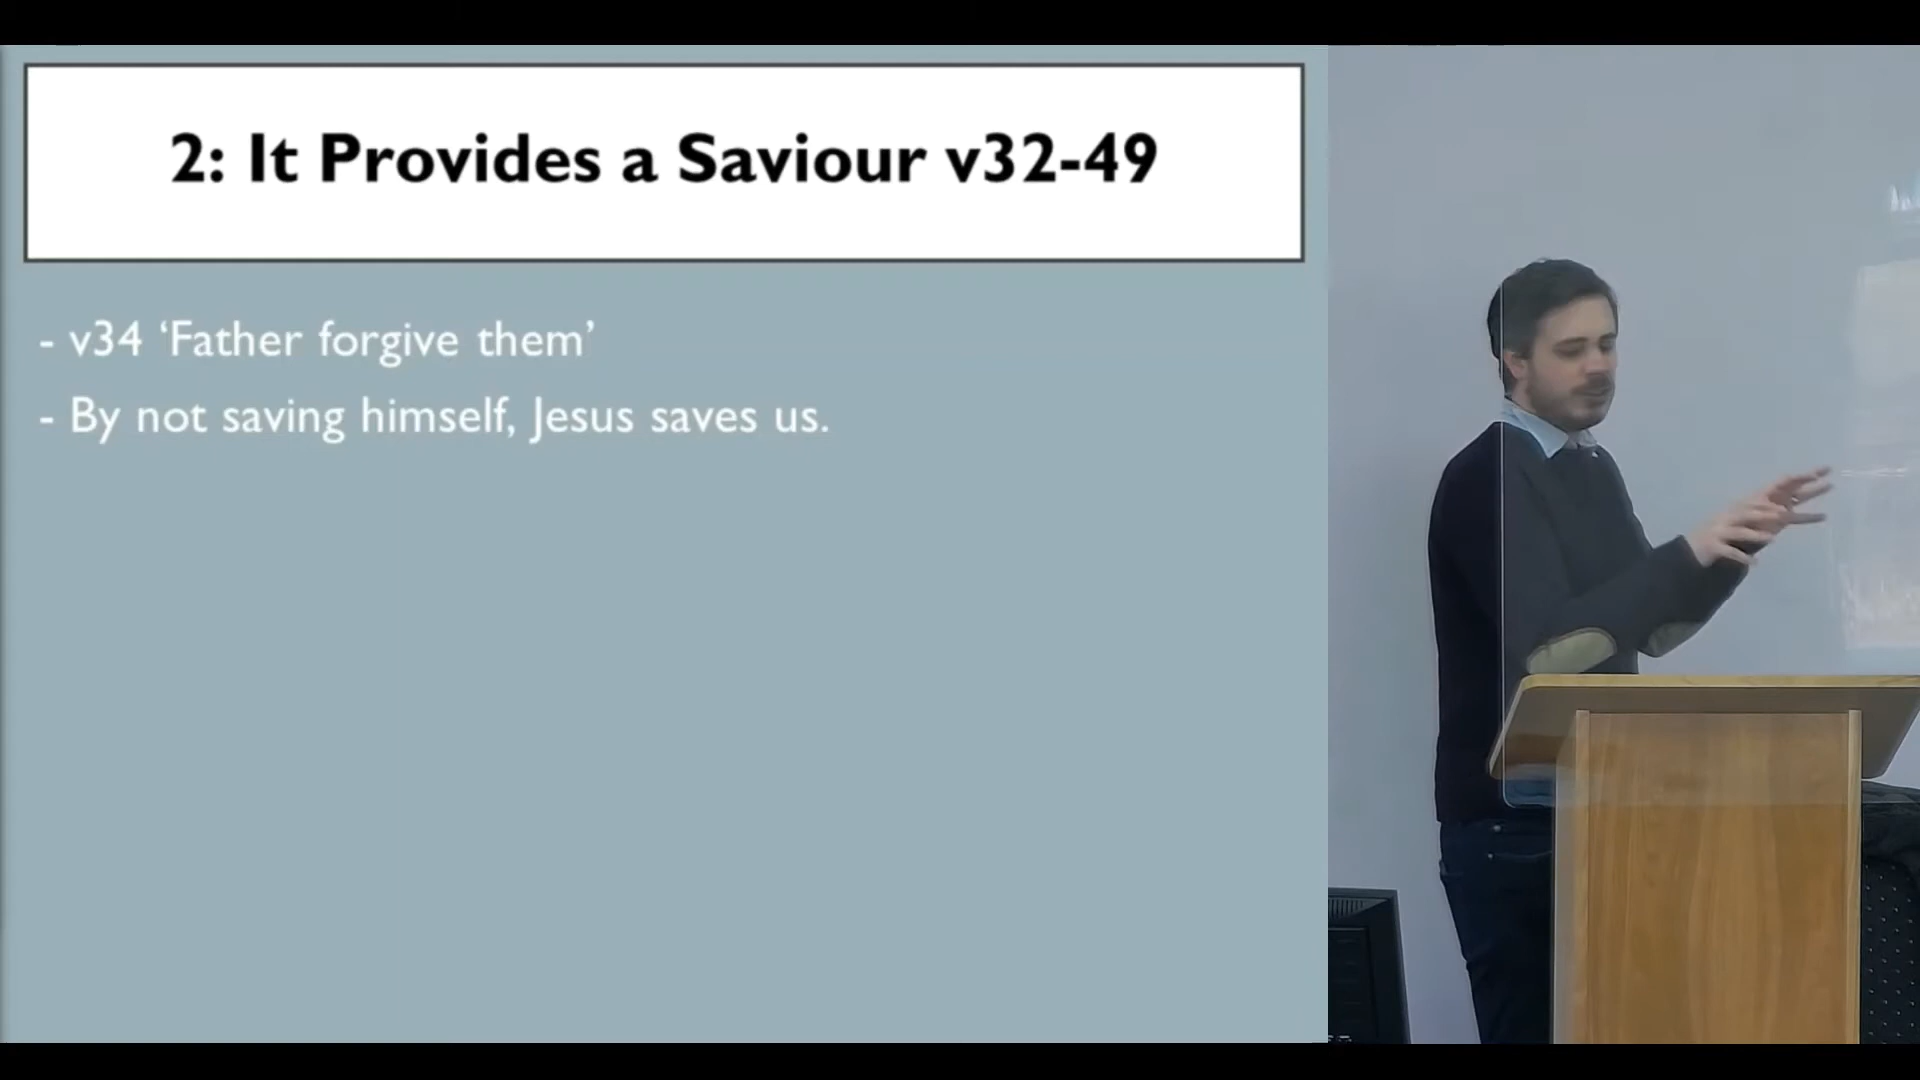 2: It Provides a Saviour v32-49
- v34 ‘Father forgive them’
- By not saving himself, Jesus saves us.